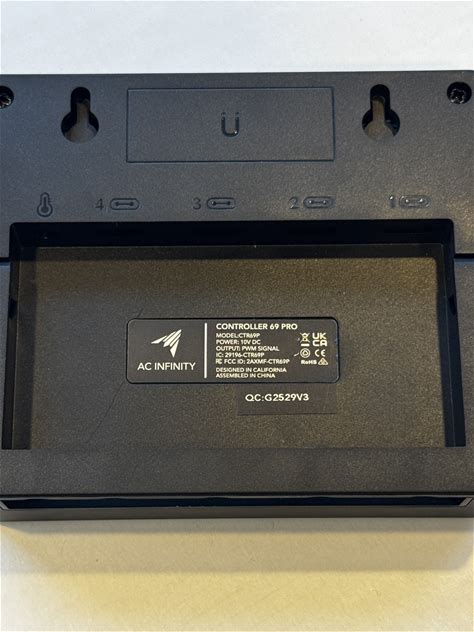 4 3 2 1
AC INFINITY
CONTROLLER 69 PRO
MODEL:CTR69P
POWER: 10V DC
OUTPUT: PWM SIGNAL
IC: 29196-CTR69P
FCC ID: 2AXMF-CTR69P
DESIGNED IN CALIFORNIA
ASSEMBLED IN CHINA
UK
CA
CE
RoHS
QC:G2529V3